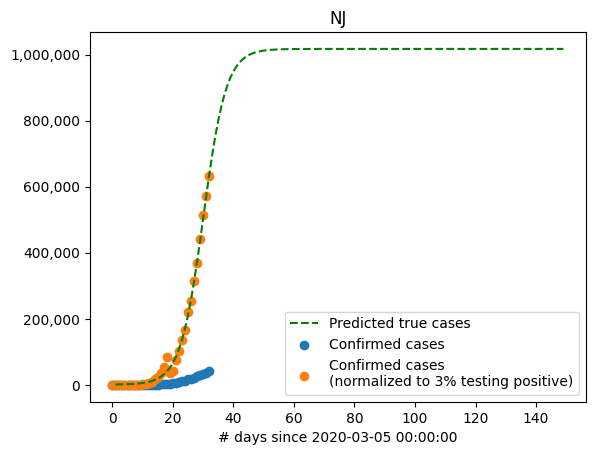 NJ
1,000,000
800,000
600,000
400,000
200,000
0
Predicted true cases
Confirmed cases
Confirmed cases
(normalized to 3% testing positive)
0 20 40 60 80 100 120 140
# days since 2020-03-05 00:00:00